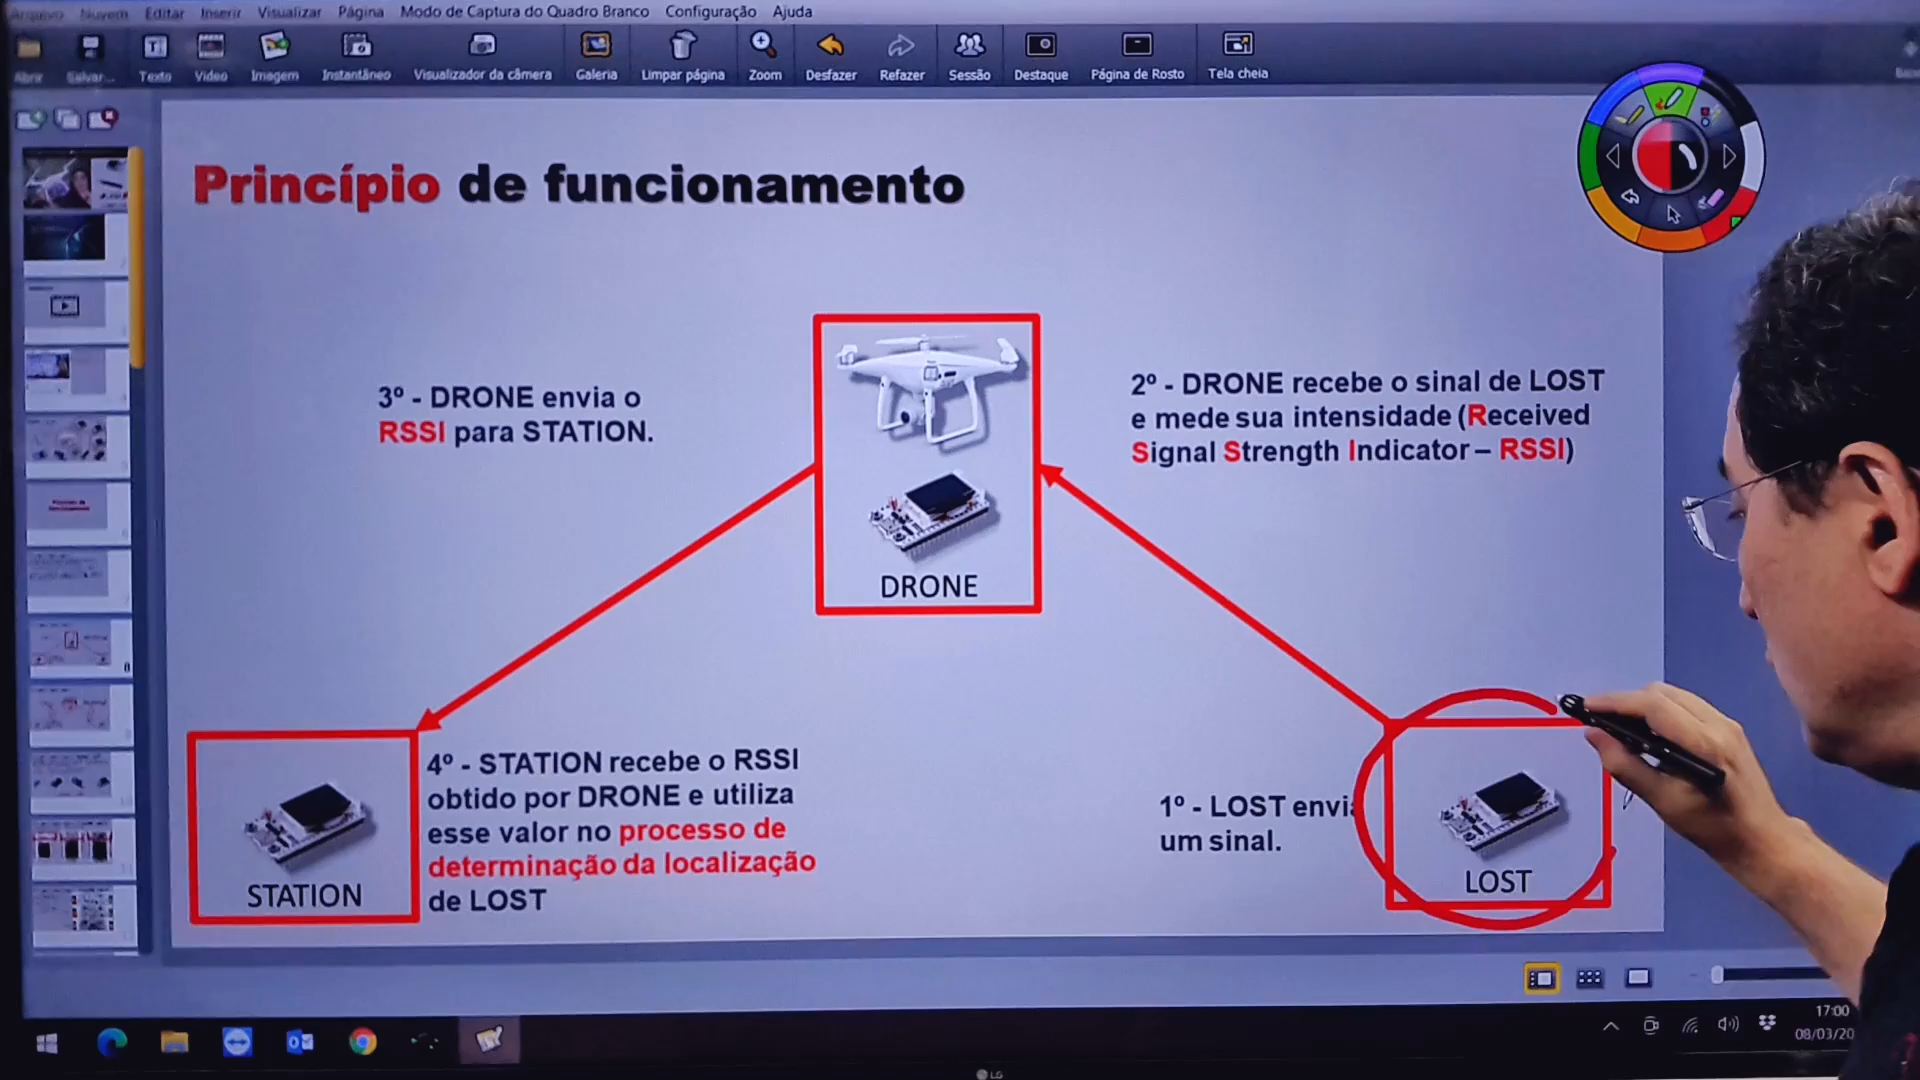 Arquivo Nuvem Editar Inserir Visualizar Página Modo de Captura do Quadro Branco Configuração Ajuda
Abrir Salvar... Texto Vídeo Imagem Instantâneo Visualizador da câmera Galeria Limpar página Zoom Desfazer Refazer Sessão Destaque Página de Rosto Tela cheia
Princípio de funcionamento
3º - DRONE envia o
RSSI para STATION.
2º - DRONE recebe o sinal de LOST
e mede sua intensidade (Received
Signal Strength Indicator – RSSI)
DRONE
4º - STATION recebe o RSSI
obtido por DRONE e utiliza
esse valor no processo de
determinação da localização
de LOST
STATION
1º - LOST envia
um sinal.
LOST
17:00
08/03/20
LG